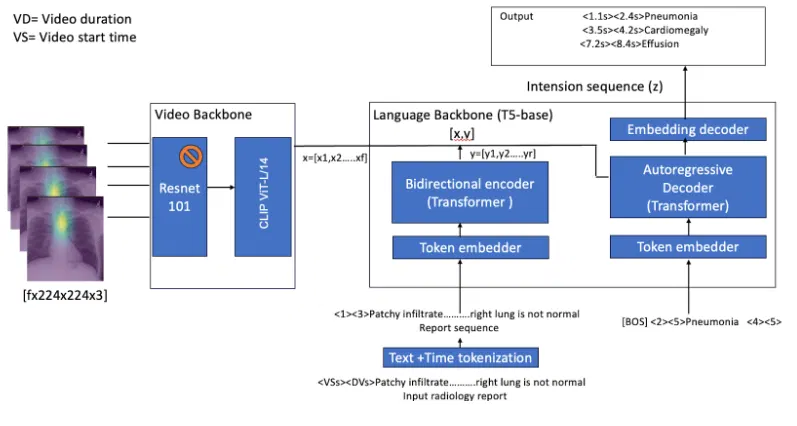 VD= Video duration
VS= Video start time
Output <1.1s><2.4s>Pneumonia
<3.5s><4.2s>Cardiomegaly
<7.2s><8.4s>Effusion
Intension sequence (z)
Video Backbone
Language Backbone (T5-base)
[x,y]
Embedding decoder
x=[x1,x2.....xf]
y=[y1,y2.....yr]
Resnet
101
CLIP ViT-L/14
Bidirectional encoder
(Transformer )
Autoregressive
Decoder
(Transformer)
Token embedder
Token embedder
[fx224x224x3]
<1><3>Patchy infiltrate..........right lung is not normal
Report sequence
[BOS] <2><5>Pneumonia <4><5>
Text +Time tokenization
<VSs><DVs>Patchy infiltrate..........right lung is not normal
Input radiology report